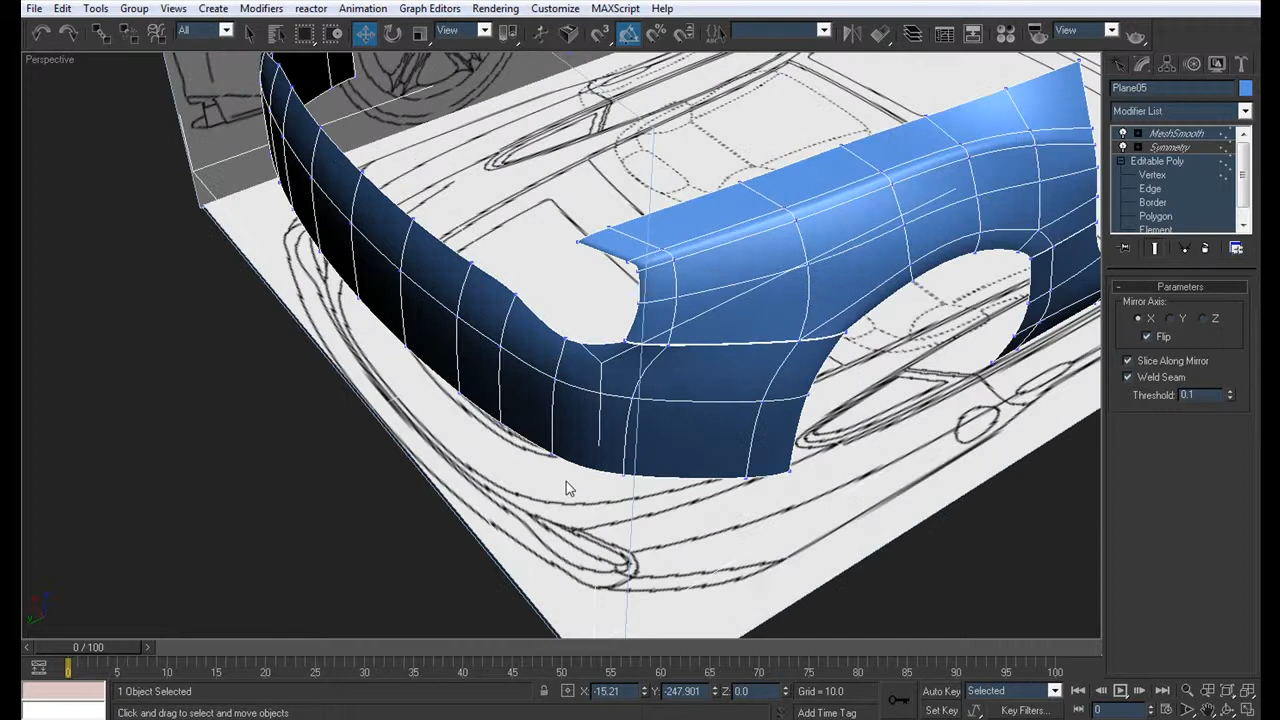 File Edit Tools Group Views Create Modifiers reactor Animation Graph Editors Rendering Customize MAXScript Help
All View View
Perspective
Plane05
Modifier List
MeshSmooth
Symmetry
Editable Poly
Vertex
Edge
Border
Polygon
Element
Parameters
Mirror Axis:
X Y Z
Flip
Slice Along Mirror
Weld Seam
Threshold: 0.1
0 / 100
0 5 10 15 20 25 30 35 40 45 50 55 60 65 70 75 80 85 90 95 100
1 Object Selected X: -15.21 Y: -247.901 Z: 0.0 Grid = 10.0 Auto Key Selected
Click and drag to select and move objects Add Time Tag Set Key Key Filters... 0